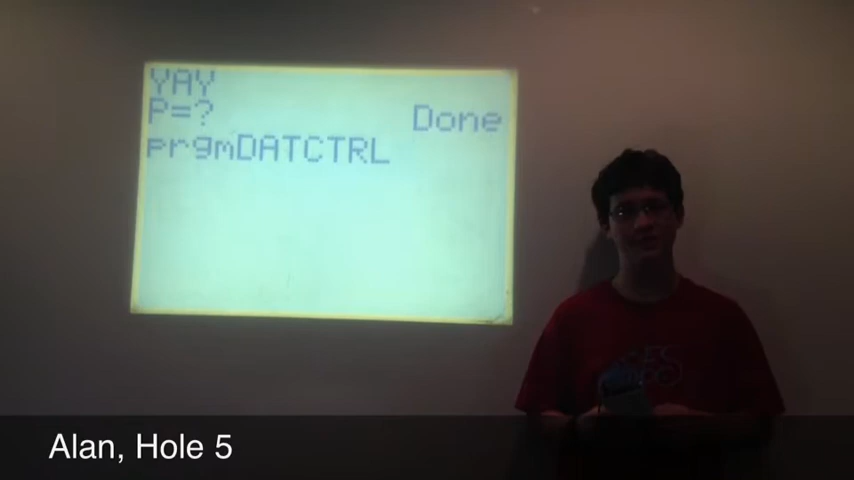 YAY
P=?
Done
prgmDATCTRL
Alan, Hole 5